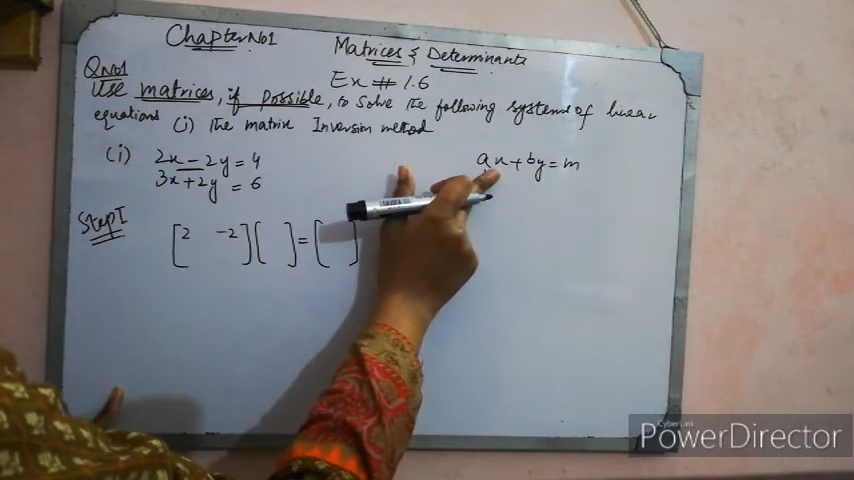 Chapter No1
Matrices & Determinants
Ex # 1.6
Q No1
Use matrices, if possible, to solve the following systems of linear
equations (i) The matrix Inversion method
(i) 2x - 2y = 4
3x + 2y = 6
ax + by = m
Step I
[2 -2][ ] = [ ]
CyberLink
PowerDirector